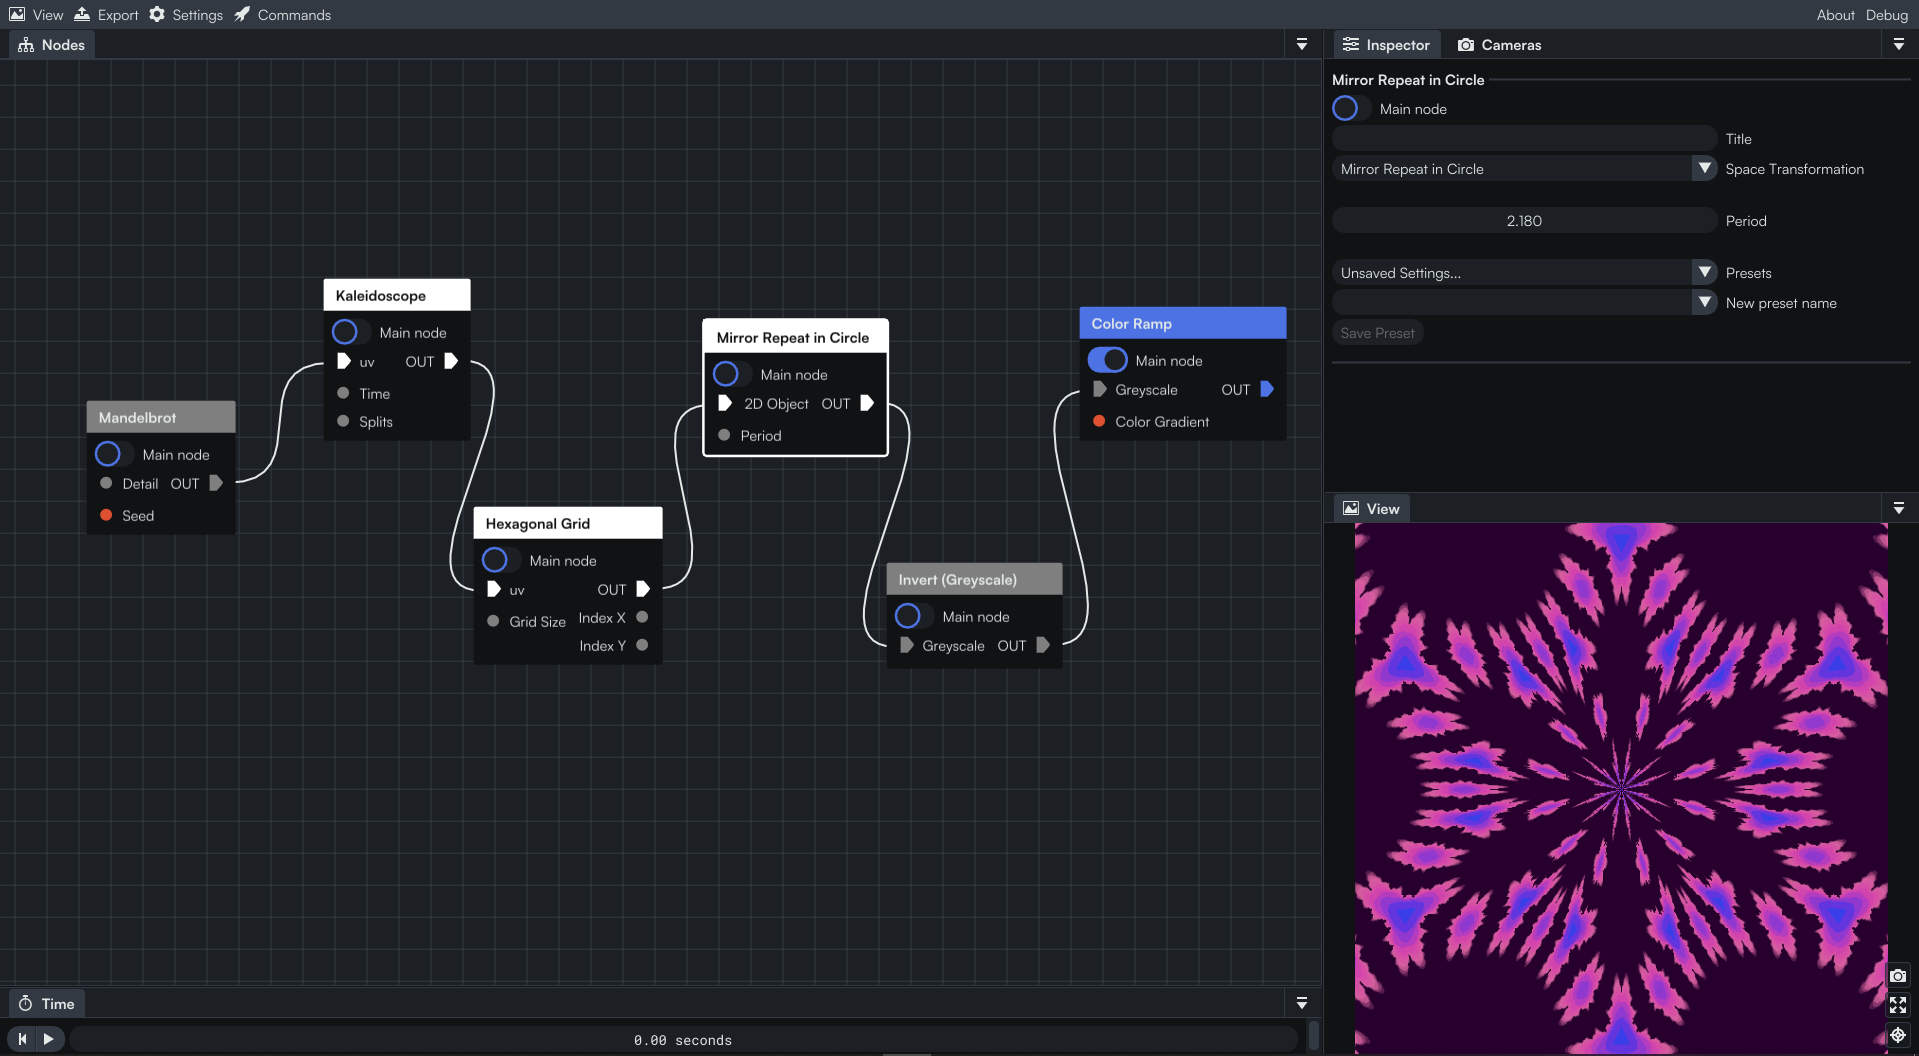 View Export Settings Commands About Debug
Nodes
Inspector Cameras
Mirror Repeat in Circle
Main node
Title
Mirror Repeat in Circle Space Transformation
2.180 Period
Unsaved Settings... Presets
New preset name
Save Preset
Kaleidoscope
Main node
uv OUT
Time
Splits
Mandelbrot
Main node
Detail OUT
Seed
Hexagonal Grid
Main node
uv OUT
Grid Size Index X
Index Y
Mirror Repeat in Circle
Main node
2D Object OUT
Period
Invert (Greyscale)
Main node
Greyscale OUT
Color Ramp
Main node
Greyscale OUT
Color Gradient
View
Time
0.00 seconds